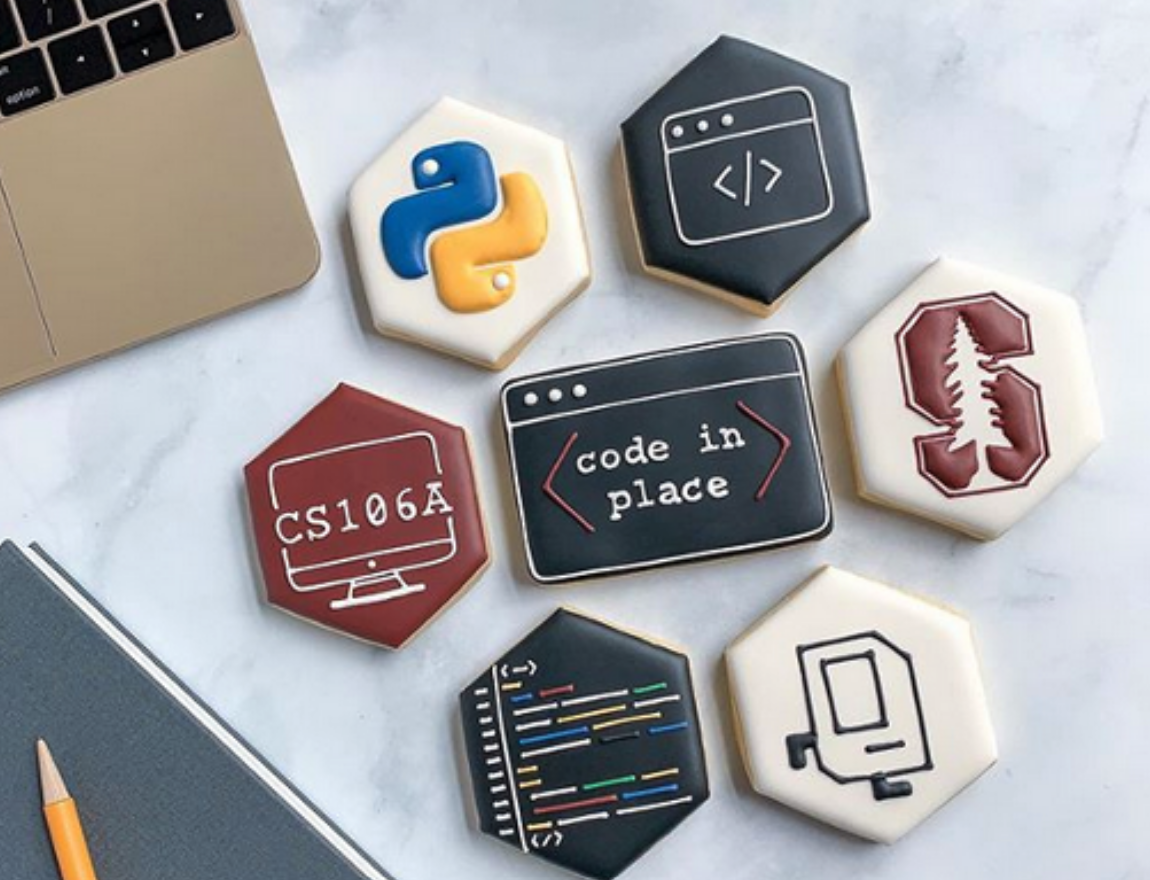 option
</>
code in
place
CS106A
<->
</>